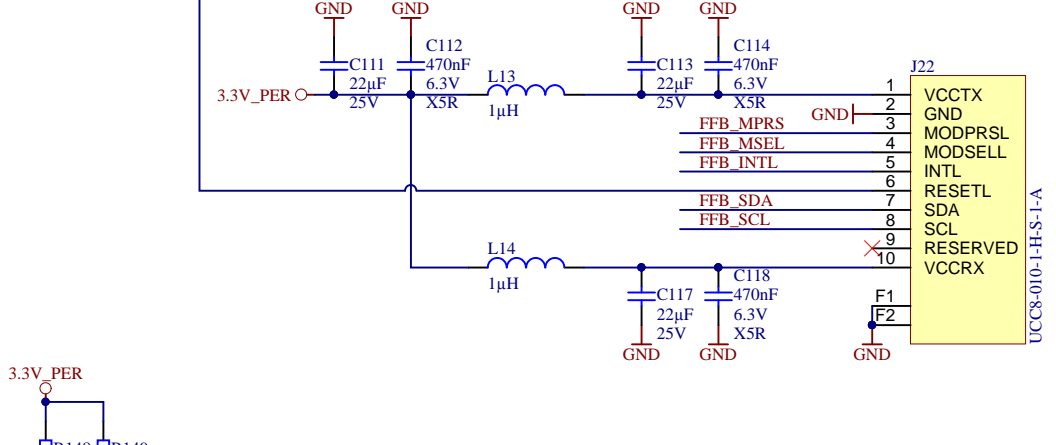 GND
GND
GND
GND
C111
22µF
25V
C112
470nF
6.3V
X5R
C113
22µF
25V
C114
470nF
6.3V
X5R
3.3V_PER
L13
1µH
J22
1
VCCTX
GND
2
GND
FFB_MPRS
3
MODPRSL
FFB_MSEL
4
MODSELL
FFB_INTL
5
INTL
6
RESETL
FFB_SDA
7
SDA
FFB_SCL
8
SCL
9
RESERVED
10
VCCRX
F1
F2
GND
UCC8-010-1-H-S-1-A
L14
1µH
C117
22µF
25V
GND
C118
470nF
6.3V
X5R
GND
3.3V_PER